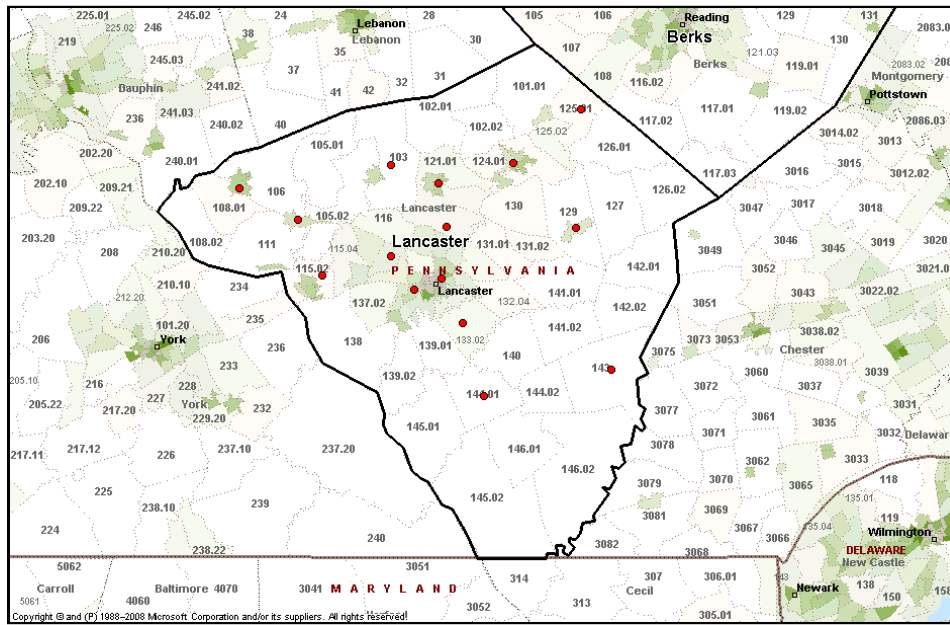 225.01 245.02 24 28 105 106 Reading 129 131 2083.02
219 225.02 246 38 Lebanon Lebanon 35 30 Berks 130
245.03 37 31 107 Berks 121.03 119.01 2083.02
Dauphin 241.02 41 42 32 101.01 108 116.02 Montgomery
Pottstown
236 241.03 240.02 40 102.01 125.01 117.02 117.01 119.02 2086.03
202.20 240.01 105.01 102.02 125.02 126.01 3014.02 3013
103 121.01 124.01 117.03 3016 3015 3012.02
202.10 209.21 106 126.02
209.22 108.01 105.02 116 Lancaster 130 129 127 3047 3017 3018
203.20 208 108.02 111 115.04 Lancaster 131.01 131.02 3049 3046 3045 3019 3020
210.20 115.02 PENNSYLVANIA 142.01 3052 3021.0
210.10 234 Lancaster 141.01 3043 3022.02
212.20 137.02 132.04 142.02 3051
101.20 235 141.02 3038.02
206 York 236 138 139.01 133.02 140 3075 3073 3053 Chester
233 143 3060 3038.01
205.10 216 228 139.02 3072 3037 3039
205.22 227 York 232 144.01 144.02 3031
217.20 229.20 145.01 3077 3061 3035
217.11 217.12 226 237.10 237.20 146.01 3078 3071 3032 Delawar
225 146.02 3062 3033
145.02 3079 3070 3065 118
238.10 239 3069 135.01
224 3081 3067 135.04 119
238.22 240 3082 3066 Wilmington
3068 DELAWARE
5062 3051 314 307 306.01 New Castle
Carroll Baltimore 4070 3041 MARYLAND Cecil 143 138
5061 4060 3052 313 Newark 150 158
305.01
Copyright © and (P) 1988–2008 Microsoft Corporation and/or its suppliers. All rights reserved.